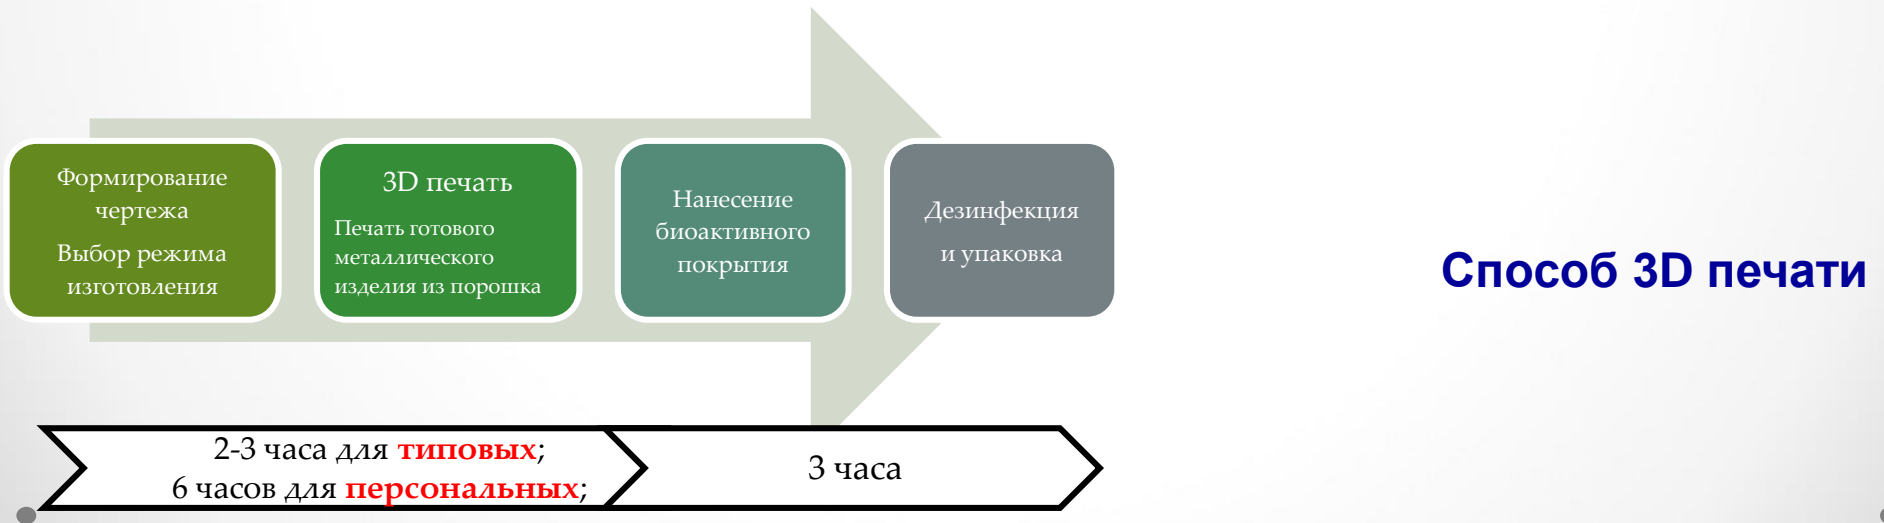 Формирование
чертежа
Выбор режима
изготовления
3D печать
Печать готового
металлического
изделия из порошка
Нанесение
биоактивного
покрытия
Дезинфекция
и упаковка
Способ 3D печати
2-3 часа для типовых;
6 часов для персональных;
3 часа